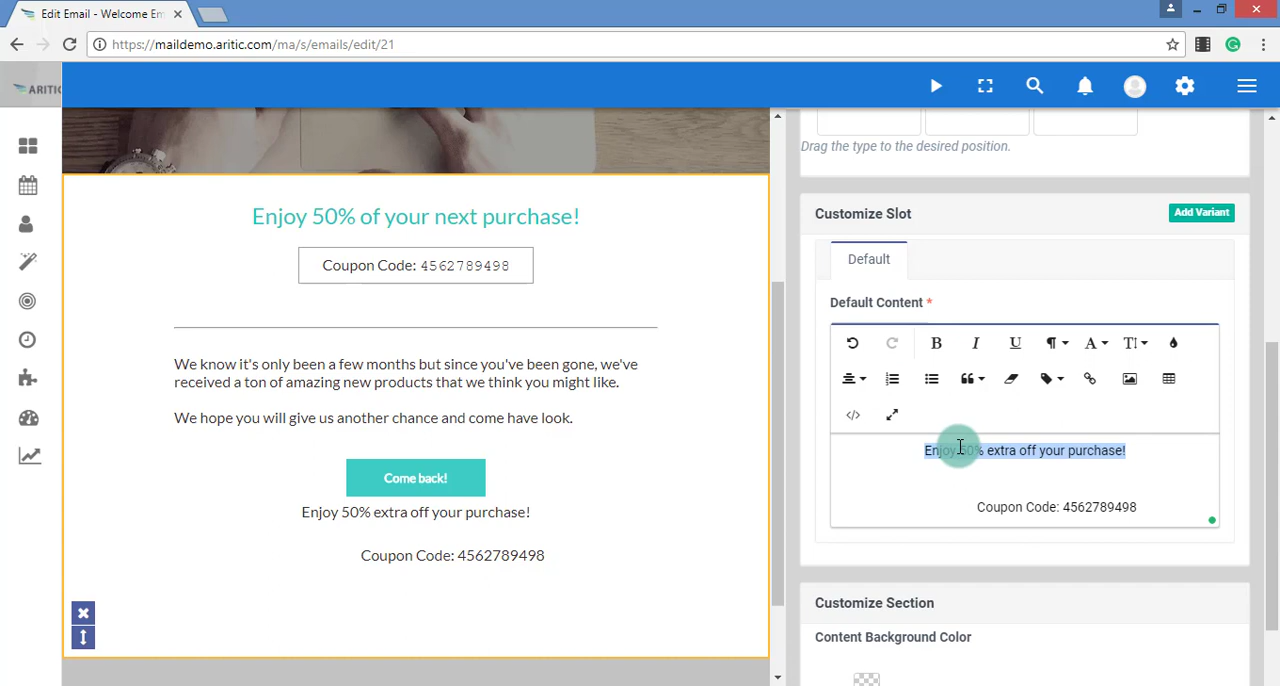 Edit Email - Welcome Em
https://maildemo.aritic.com/ma/s/emails/edit/21
ARITIC
Drag the type to the desired position.
Enjoy 50% of your next purchase!
Coupon Code: 4562789498
We know it's only been a few months but since you've been gone, we've
received a ton of amazing new products that we think you might like.
We hope you will give us another chance and come have look.
Come back!
Enjoy 50% extra off your purchase!
Coupon Code: 4562789498
Customize Slot
Add Variant
Default
Default Content *
Enjoy 50% extra off your purchase!
Coupon Code: 4562789498
Customize Section
Content Background Color